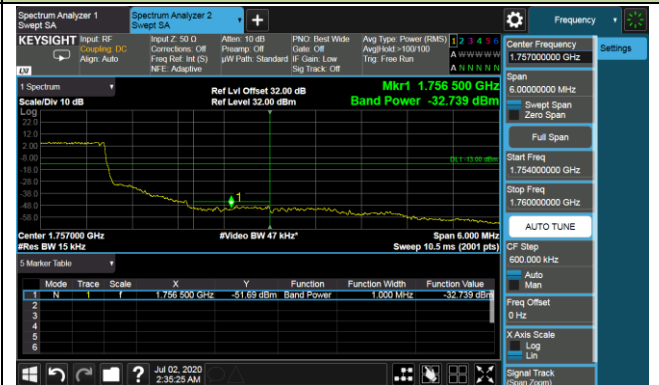 Spectrum Analyzer 1
Swept SA
Spectrum Analyzer 2
Swept SA
+
Frequency
KEYSIGHT
Input: RF
Coupling: DC
Align: Auto
Input Z: 50 Ω
Corrections: Off
Freq Ref: Int (S)
NFE: Adaptive
Atten: 10 dB
Preamp: Off
µW Path: Standard
PNO: Best Wide
Gate: Off
IF Gain: Low
Sig Track: Off
Avg Type: Power (RMS)
Avg|Hold:>100/100
Trig: Free Run
1 2 3 4 5 6
A W W W W W
A N N N N N
LXI
1 Spectrum
Scale/Div 10 dB
Log
Ref Lvl Offset 32.00 dB
Ref Level 32.00 dBm
Mkr1 1.756 500 GHz
Band Power -32.739 dBm
22.0
12.0
2.00
-8.00
-18.0
-28.0
-38.0
-48.0
-58.0
DL1 -13.00 dBm
1
Center 1.757000 GHz
#Res BW 15 kHz
#Video BW 47 kHz*
Span 6.000 MHz
Sweep 10.5 ms (2001 pts)
5 Marker Table
Mode Trace Scale X Y Function Function Width Function Value
1 N 1 f 1.756 500 GHz -51.69 dBm Band Power 1.000 MHz -32.739 dBm
2
3
4
5
6
Jul 02, 2020
2:35:25 AM
Center Frequency
1.757000000 GHz
Span
6.00000000 MHz
Swept Span
Zero Span
Full Span
Start Freq
1.754000000 GHz
Stop Freq
1.760000000 GHz
AUTO TUNE
CF Step
600.000 kHz
Auto
Man
Freq Offset
0 Hz
X Axis Scale
Log
Lin
Signal Track
(Span Zoom)
Settings